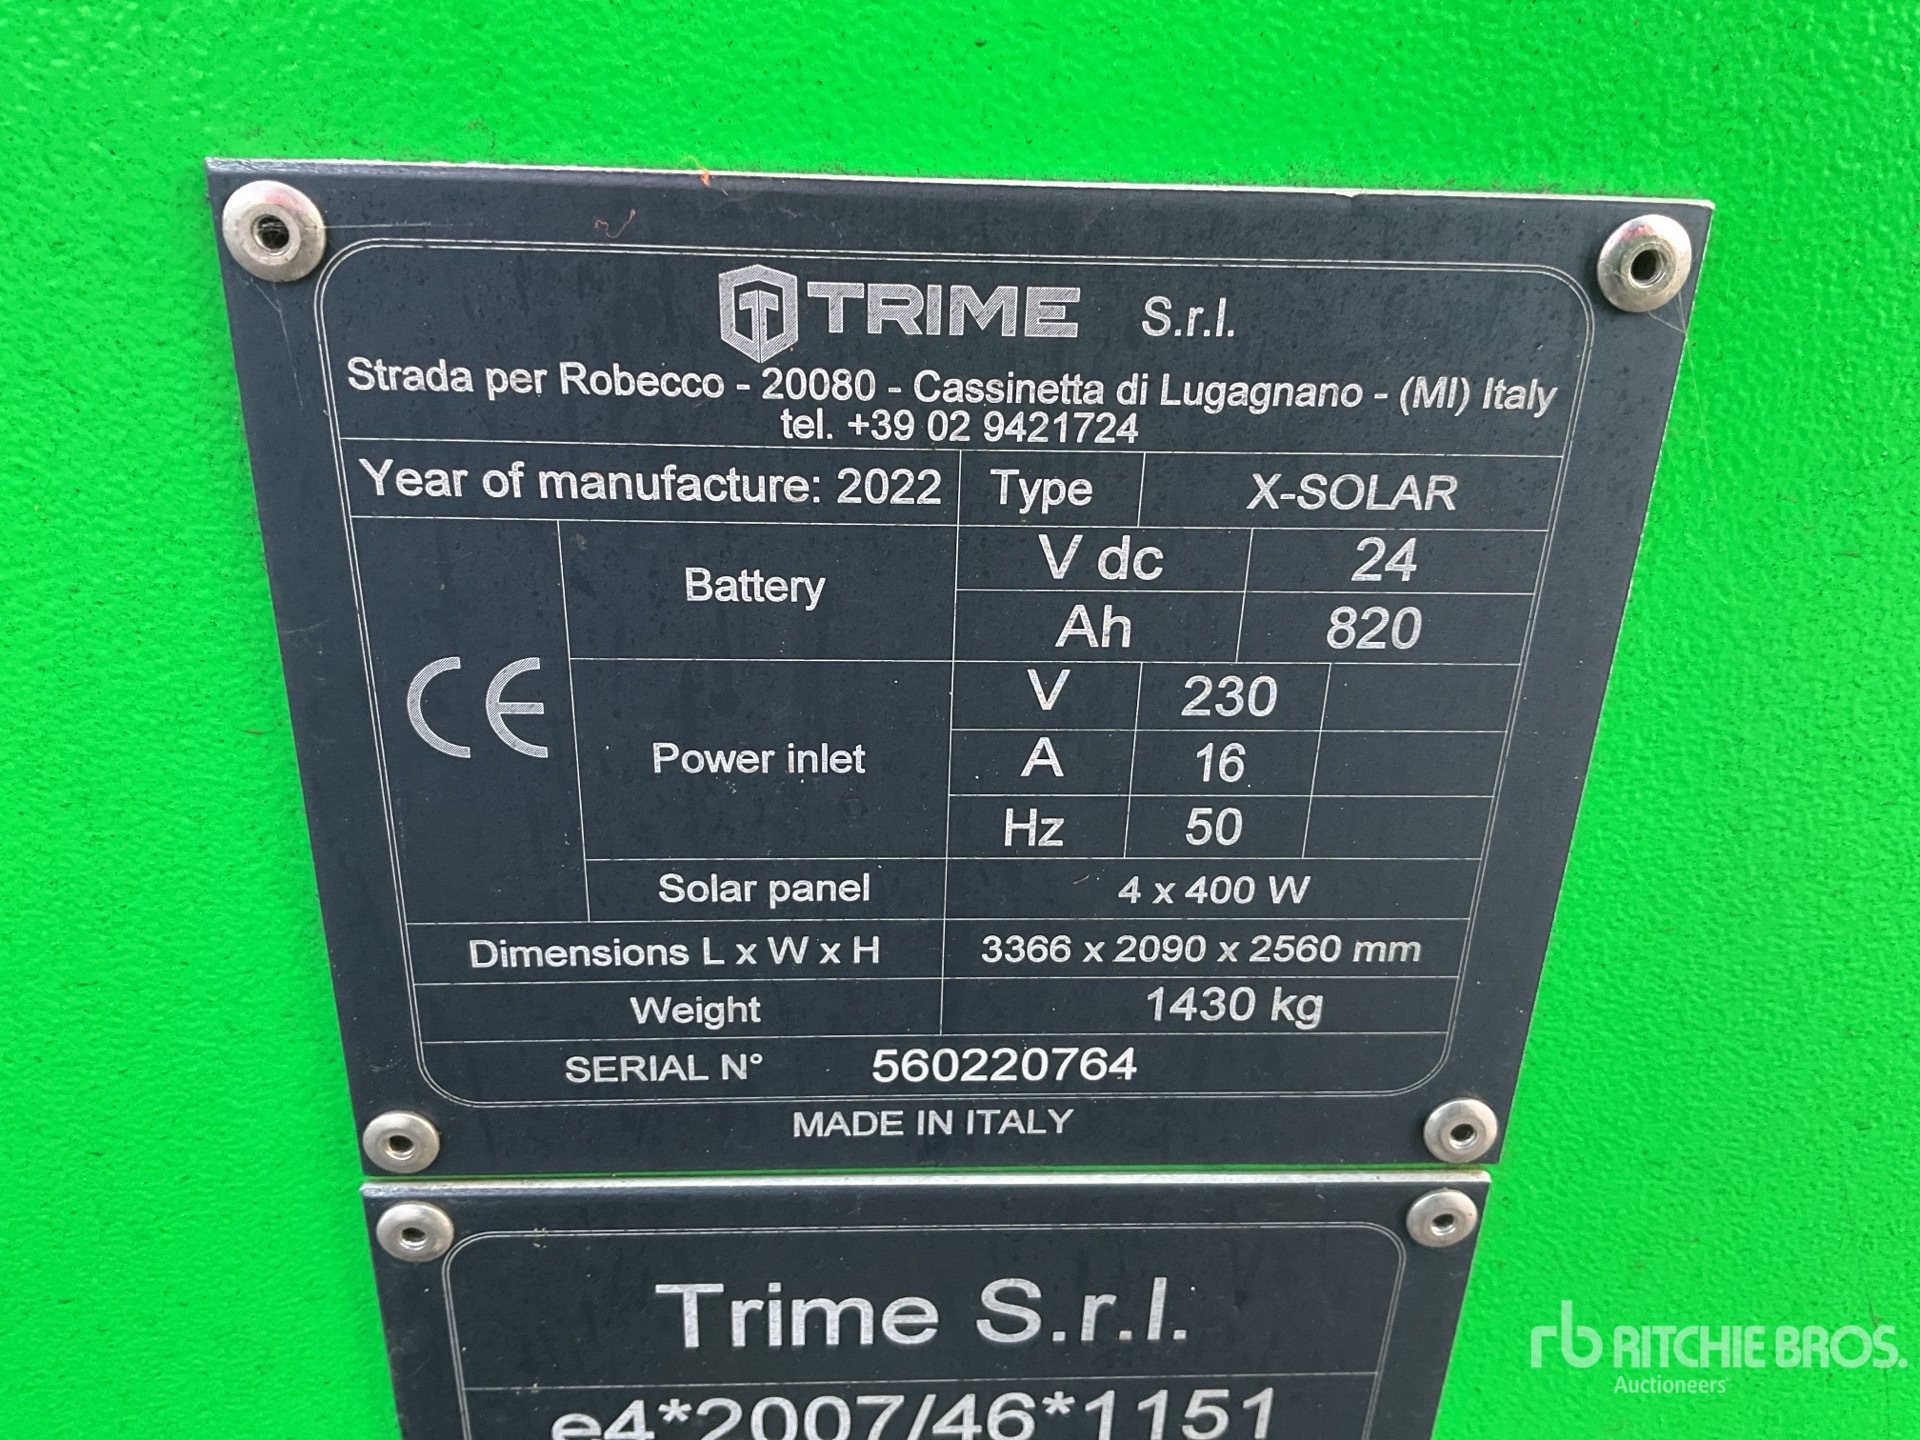 TRIME S.r.l.
Strada per Robecco - 20080 - Cassinetta di Lugagnano - (MI) Italy
tel. +39 02 9421724
Year of manufacture: 2022 Type X-SOLAR
CE
Battery
V dc 24
Ah 820
Power inlet
V 230
A 16
Hz 50
Solar panel 4 x 400 W
Dimensions L x W x H 3366 x 2090 x 2560 mm
Weight 1430 kg
SERIAL N° 560220764
MADE IN ITALY
Trime S.r.l.
e4*2007/46*1151
rb RITCHIE BROS.
Auctioneers